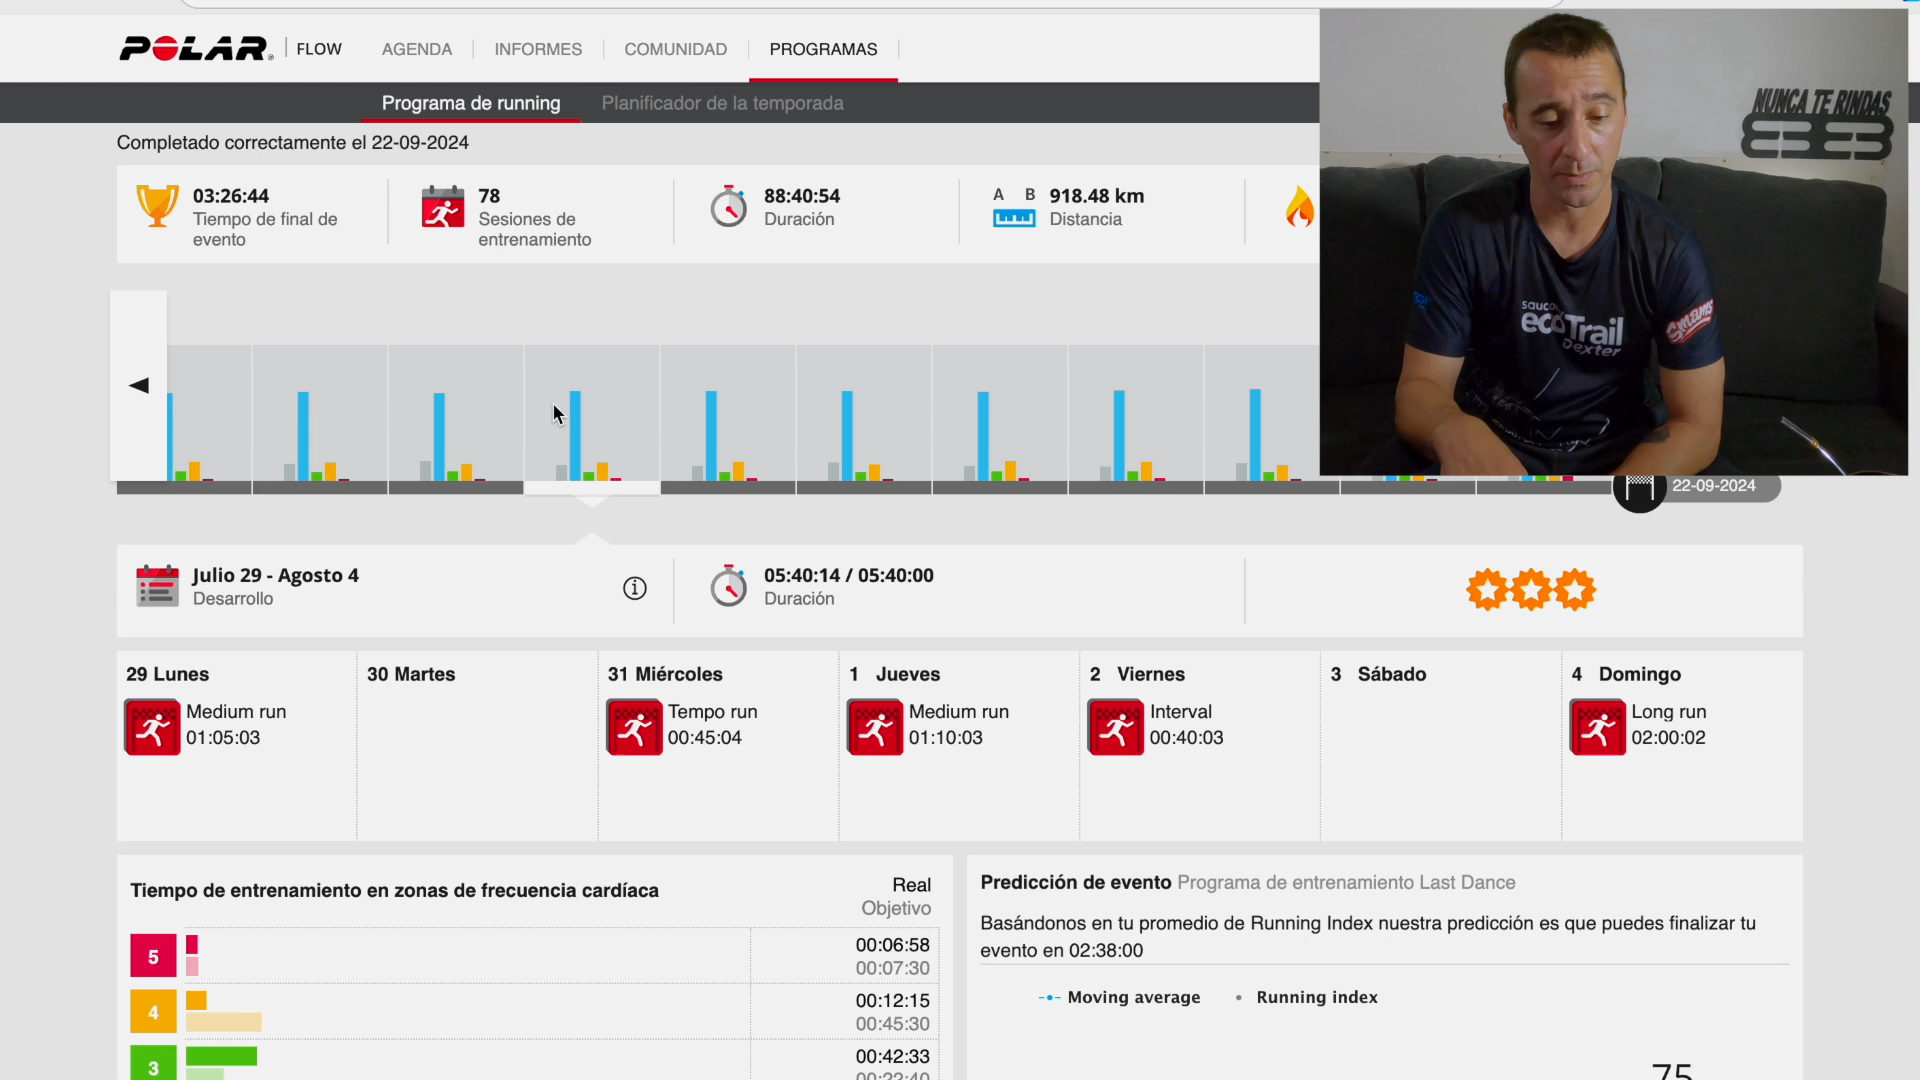 POLAR FLOW AGENDA INFORMES COMUNIDAD PROGRAMAS
Programa de running Planificador de la temporada
Completado correctamente el 22-09-2024
03:26:44
Tiempo de final de
evento
78
Sesiones de
entrenamiento
88:40:54
Duración
A B
918.48 km
Distancia
NUNCA TE RINDAS
saucony
ecoTrail
Dexter
22-09-2024
Julio 29 - Agosto 4
Desarrollo
05:40:14 / 05:40:00
Duración
29 Lunes
Medium run
01:05:03
30 Martes
31 Miércoles
Tempo run
00:45:04
1 Jueves
Medium run
01:10:03
2 Viernes
Interval
00:40:03
3 Sábado
4 Domingo
Long run
02:00:02
Tiempo de entrenamiento en zonas de frecuencia cardíaca
Real
Objetivo
5
00:06:58
00:07:30
4
00:12:15
00:45:30
3
00:42:33
00:22:40
Predicción de evento Programa de entrenamiento Last Dance
Basándonos en tu promedio de Running Index nuestra predicción es que puedes finalizar tu
evento en 02:38:00
Moving average
Running index
75